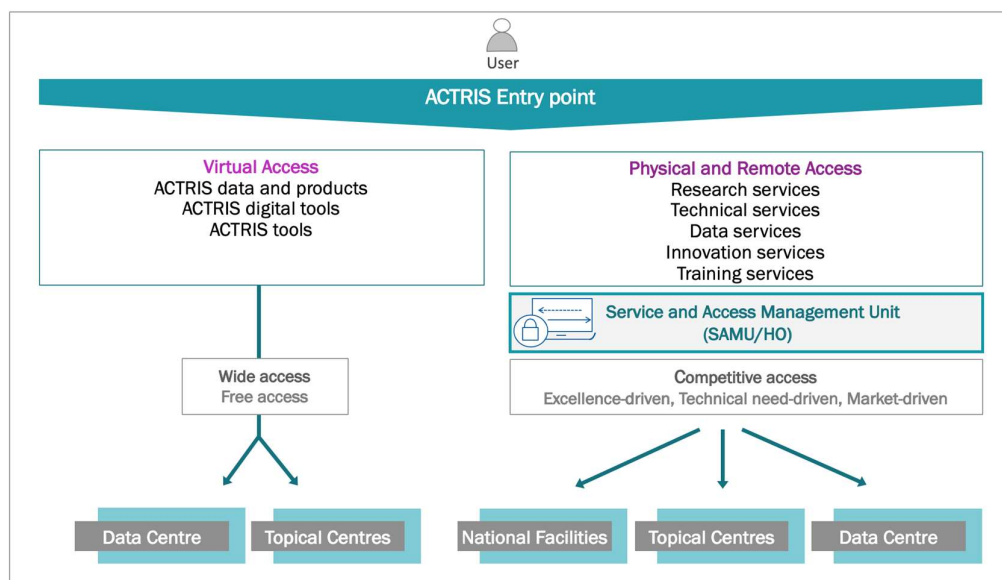 User
ACTRIS Entry point
Virtual Access
ACTRIS data and products
ACTRIS digital tools
ACTRIS tools
Physical and Remote Access
Research services
Technical services
Data services
Innovation services
Training services
Service and Access Management Unit
(SAMU/HO)
Wide access
Free access
Competitive access
Excellence-driven, Technical need-driven, Market-driven
Data Centre
Topical Centres
National Facilities
Topical Centres
Data Centre